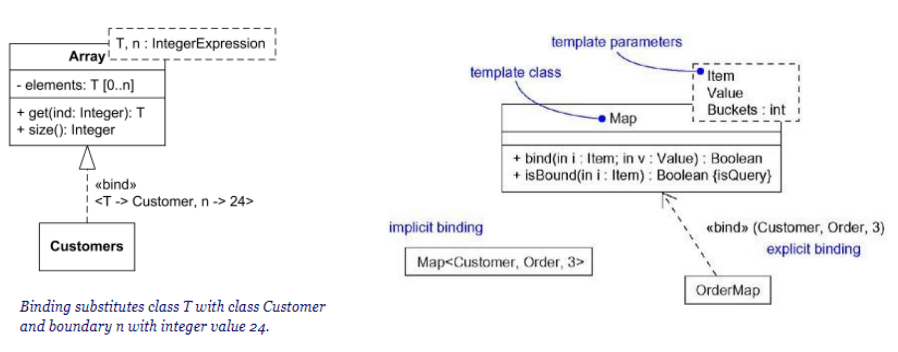 T, n : IntegerExpression
Array
- elements: T [0..n]
+ get(ind: Integer): T
+ size(): Integer
«bind»
<T -> Customer, n -> 24>
Customers
Binding substitutes class T with class Customer
and boundary n with integer value 24.
template parameters
template class
Item
Value
Buckets : int
Map
+ bind(in i : Item; in v : Value) : Boolean
+ isBound(in i : Item) : Boolean {isQuery}
implicit binding
Map<Customer, Order, 3>
«bind» (Customer, Order, 3)
explicit binding
OrderMap